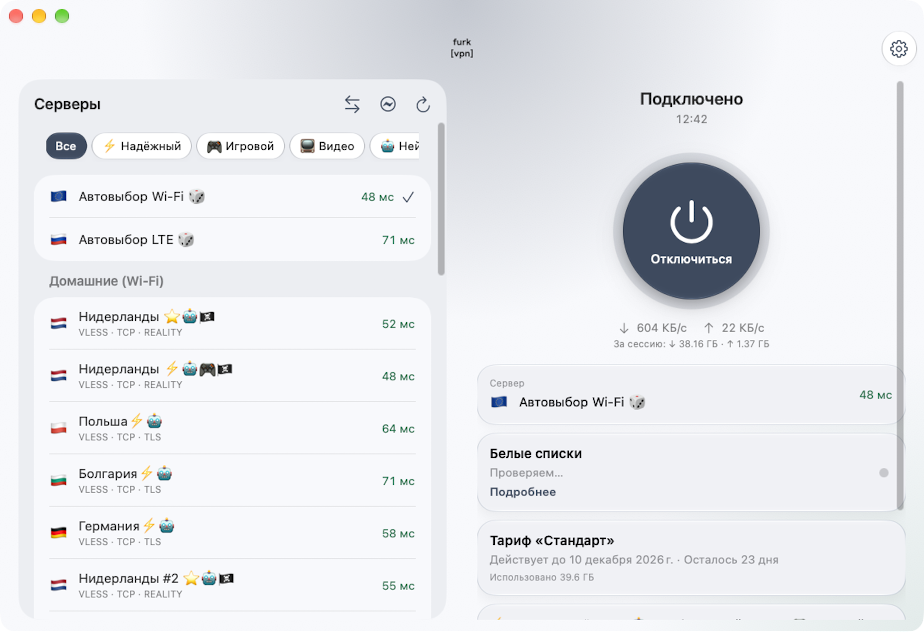 furk
[vpn]
Серверы
Все
Надёжный
Игровой
Видео
Ней
Автовыбор Wi-Fi
48 мс
Автовыбор LTE
71 мс
Домашние (Wi-Fi)
Нидерланды
VLESS · TCP · REALITY
52 мс
Нидерланды
VLESS · TCP · REALITY
48 мс
Польша
VLESS · TCP · TLS
64 мс
Болгария
VLESS · TCP · TLS
71 мс
Германия
VLESS · TCP · TLS
58 мс
Нидерланды #2
VLESS · TCP · REALITY
55 мс
Подключено
12:42
Отключиться
↓ 604 КБ/с ↑ 22 КБ/с
За сессию: ↓ 38.16 ГБ · ↑ 1.37 ГБ
Сервер
Автовыбор Wi-Fi
48 мс
Белые списки
Проверяем...
Подробнее
Тариф «Стандарт»
Действует до 10 декабря 2026 г. · Осталось 23 дня
Использовано 39.6 ГБ